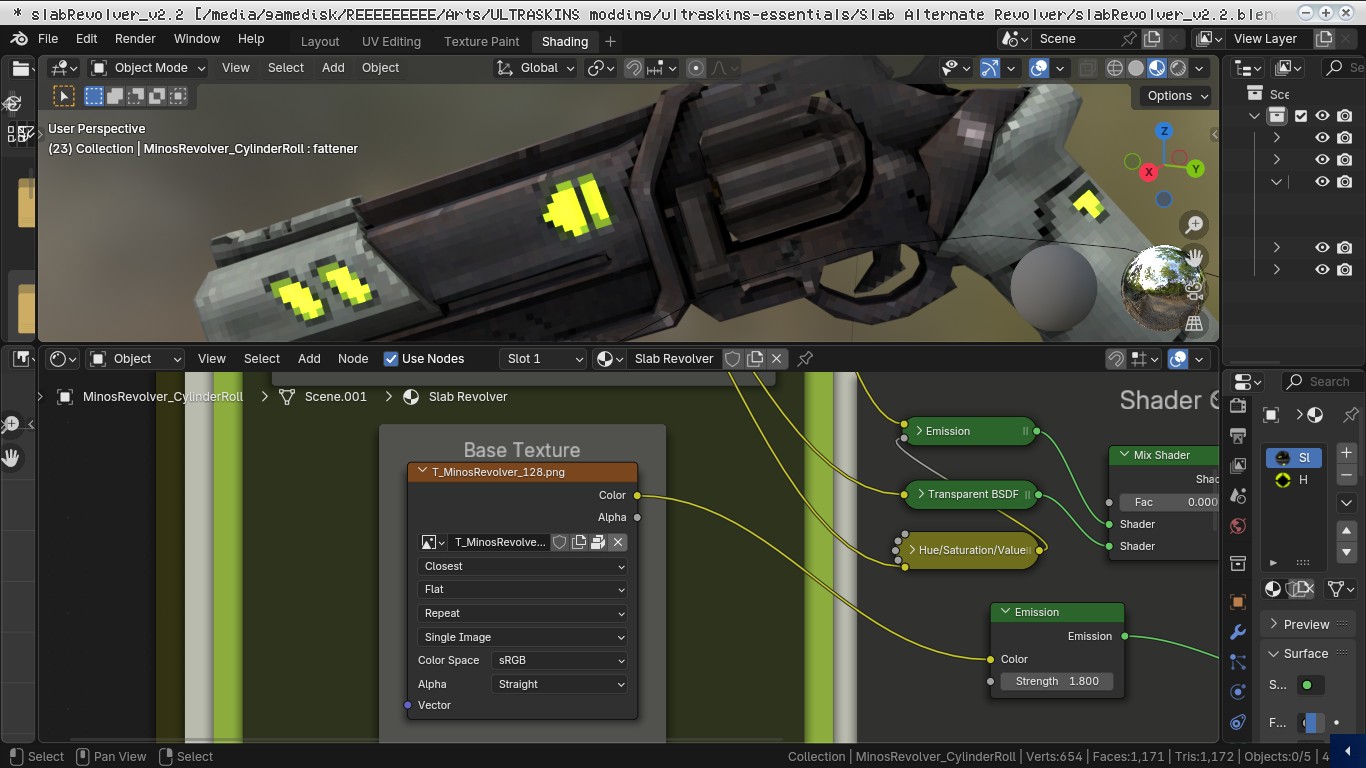 * slabRevolver_v2.2 [/media/gamedisk/REEEEEEEEE/Arts/ULTRASKINS modding/ultraskins-essentials/Slab Alternate Revolver/slabRevolver_v2.2.blen
File Edit Render Window Help Layout UV Editing Texture Paint Shading + Scene View Layer
Object Mode View Select Add Object Global
Options
User Perspective
(23) Collection | MinosRevolver_CylinderRoll : fattener
Z
X
Y
Sce
Object View Select Add Node Use Nodes Slot 1 Slab Revolver
Search
MinosRevolver_CylinderRoll > Scene.001 > Slab Revolver
Shader
Base Texture
T_MinosRevolver_128.png
Color
Alpha
T_MinosRevolve...
Closest
Flat
Repeat
Single Image
Color Space sRGB
Alpha Straight
Vector
Emission
Transparent BSDF
Hue/Saturation/Value
Mix Shader
Shad
Fac 0.000
Shader
Shader
Emission
Emission
Color
Strength 1.800
Sl
H
Preview
Surface
S...
F...
Select Pan View Select Collection | MinosRevolver_CylinderRoll | Verts:654 | Faces:1,171 | Tris:1,172 | Objects:0/5 | 4